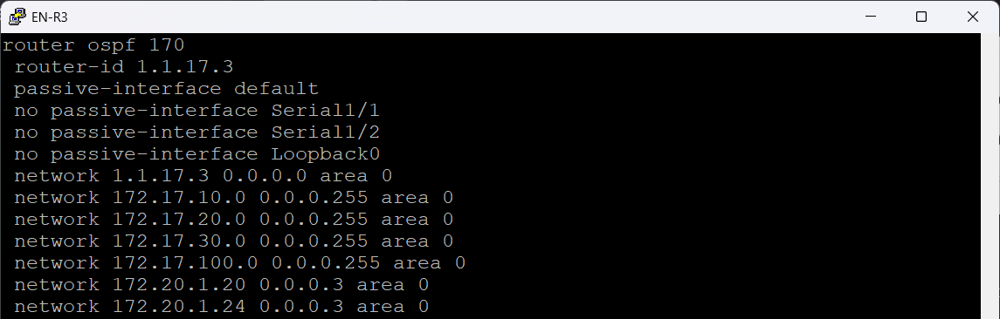 EN-R3
router ospf 170
router-id 1.1.17.3
passive-interface default
no passive-interface Serial1/1
no passive-interface Serial1/2
no passive-interface Loopback0
network 1.1.17.3 0.0.0.0 area 0
network 172.17.10.0 0.0.0.255 area 0
network 172.17.20.0 0.0.0.255 area 0
network 172.17.30.0 0.0.0.255 area 0
network 172.17.100.0 0.0.0.255 area 0
network 172.20.1.20 0.0.0.3 area 0
network 172.20.1.24 0.0.0.3 area 0